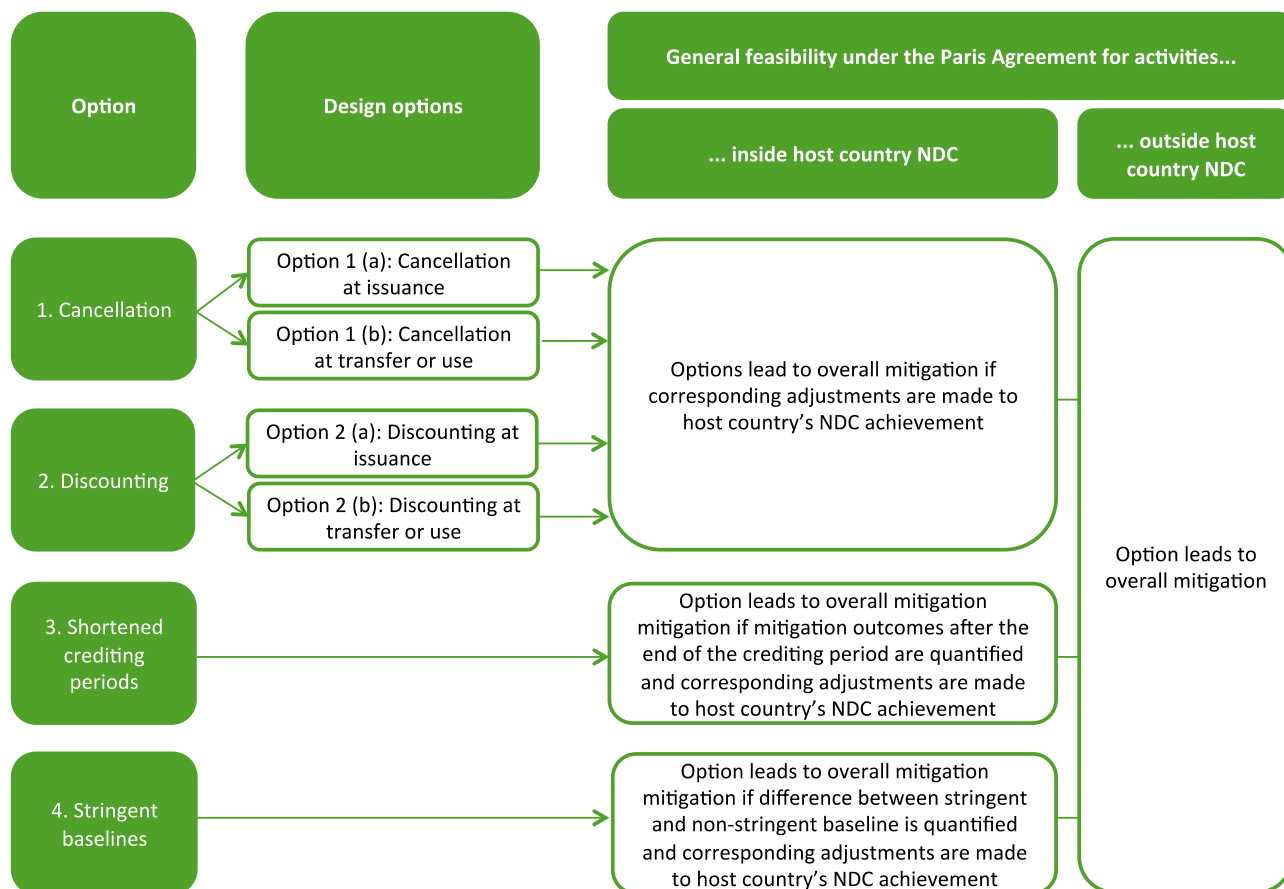 Option
Design options
General feasibility under the Paris Agreement for activities...
... inside host country NDC
... outside host
country NDC
1. Cancellation
Option 1 (a): Cancellation
at issuance
Option 1 (b): Cancellation
at transfer or use
2. Discounting
Option 2 (a): Discounting at
issuance
Option 2 (b): Discounting at
transfer or use
Options lead to overall mitigation if
corresponding adjustments are made to
host country’s NDC achievement
3. Shortened
crediting
periods
Option leads to overall mitigation
mitigation if mitigation outcomes after the
end of the crediting period are quantified
and corresponding adjustments are made
to host country’s NDC achievement
4. Stringent
baselines
Option leads to overall mitigation
mitigation if difference between stringent
and non-stringent baseline is quantified
and corresponding adjustments are made
to host country’s NDC achievement
Option leads to
overall mitigation